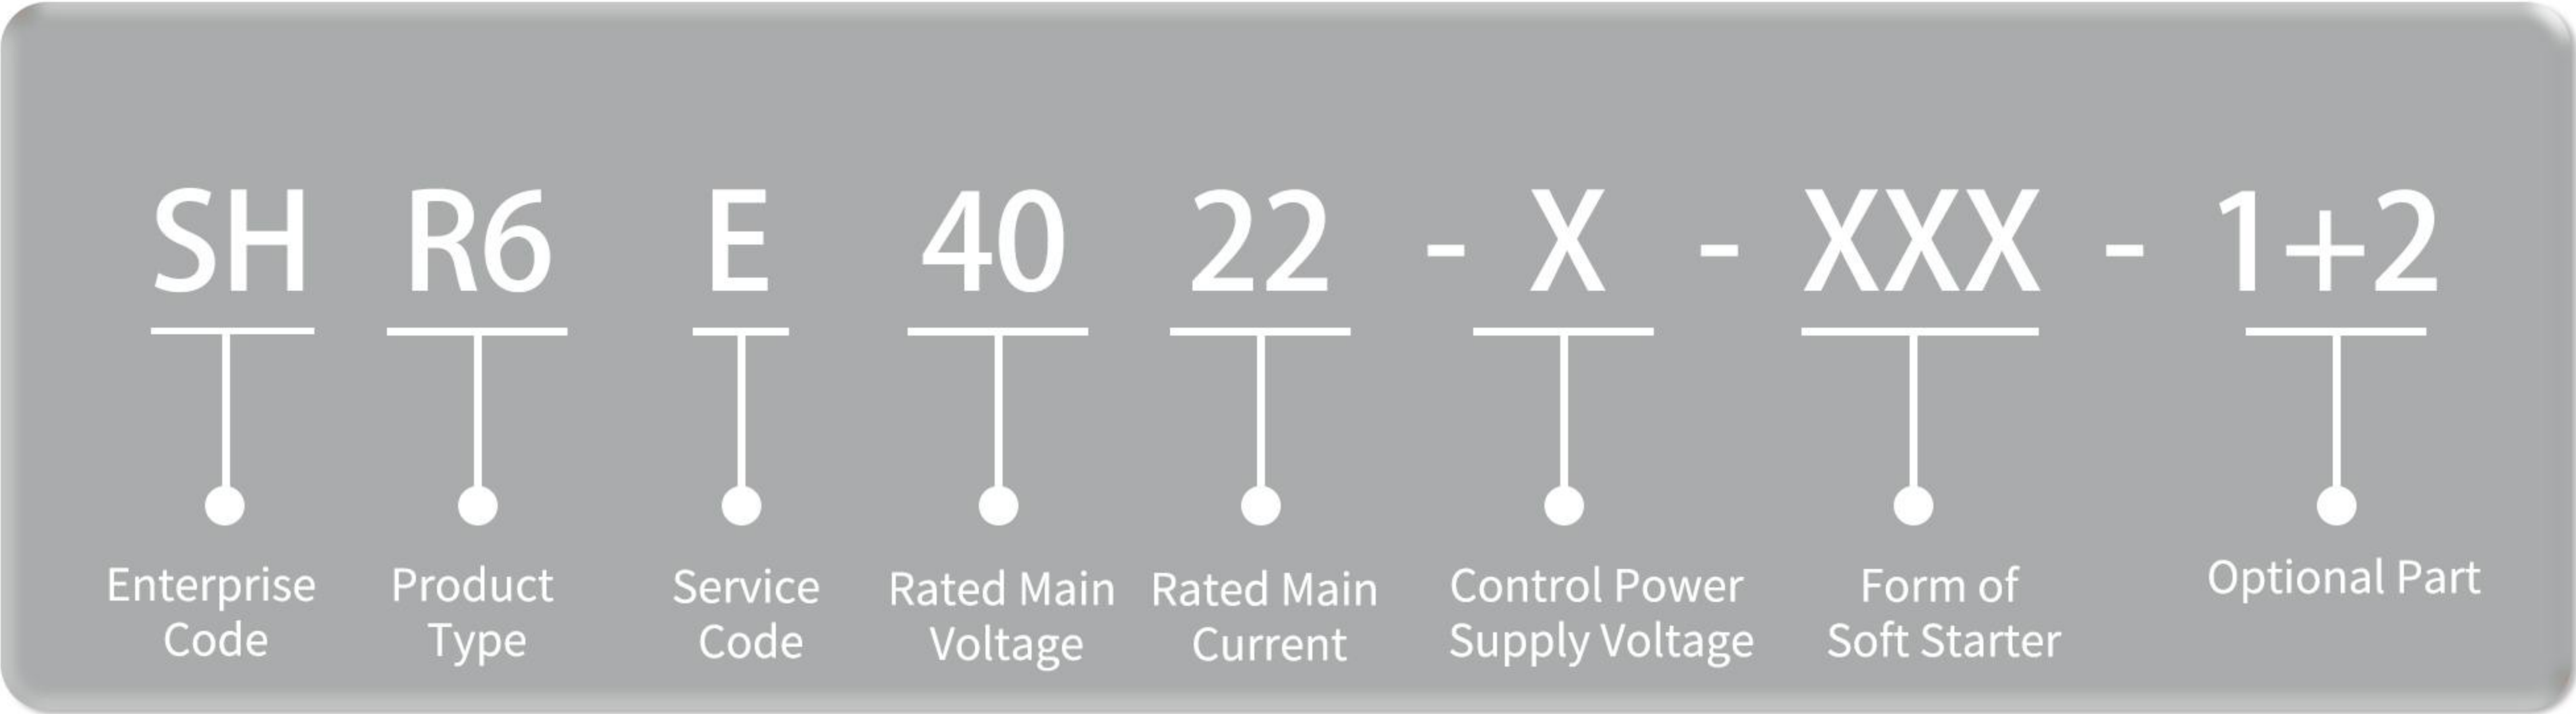 SH R6 E 40 22 - X - XXX - 1+2
Enterprise
Code
Product
Type
Service
Code
Rated Main
Voltage
Rated Main
Current
Control Power
Supply Voltage
Form of
Soft Starter
Optional Part